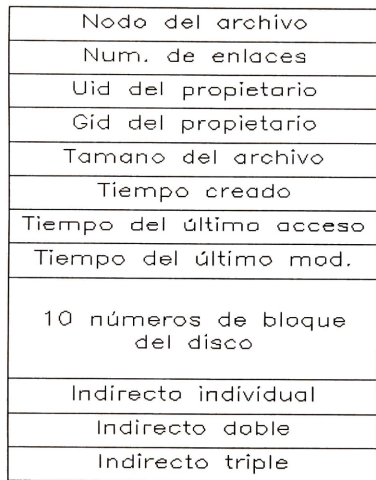 Nodo del archivo
Num. de enlaces
Uid del propietario
Gid del propietario
Tamano del archivo
Tiempo creado
Tiempo del último acceso
Tiempo del último mod.
10 números de bloque
del disco
Indirecto individual
Indirecto doble
Indirecto triple